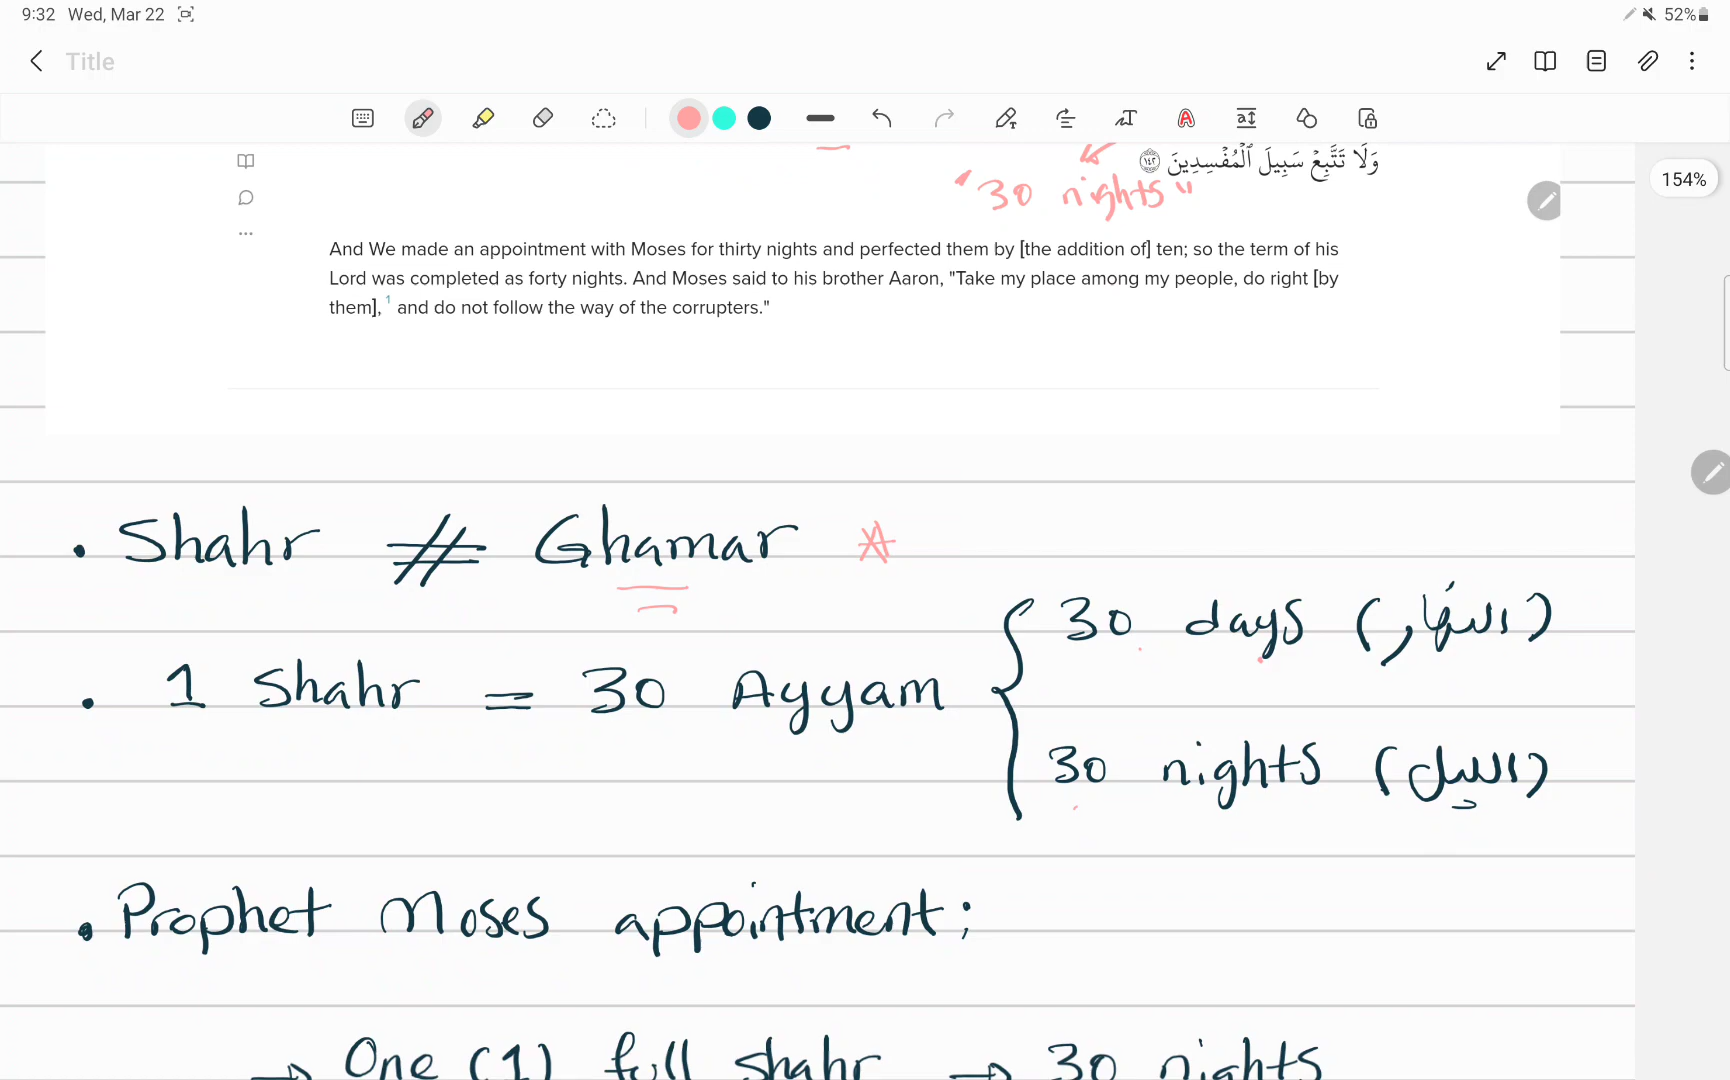 9:32 Wed, Mar 22 52%
Title
154%
وَلَا تَتَّبِعْ سَبِيلَ ٱلْمُفْسِدِينَ ١٤٢
"30 nights"
And We made an appointment with Moses for thirty nights and perfected them by [the addition of] ten; so the term of his
Lord was completed as forty nights. And Moses said to his brother Aaron, "Take my place among my people, do right [by
them],1 and do not follow the way of the corrupters."
• Shahr ≠ Ghamar *
30 days (النهار)
• 1 Shahr = 30 Ayyam
30 nights (الليل)
• Prophet Moses appointment:
→ One (1) full shahr → 30 nights